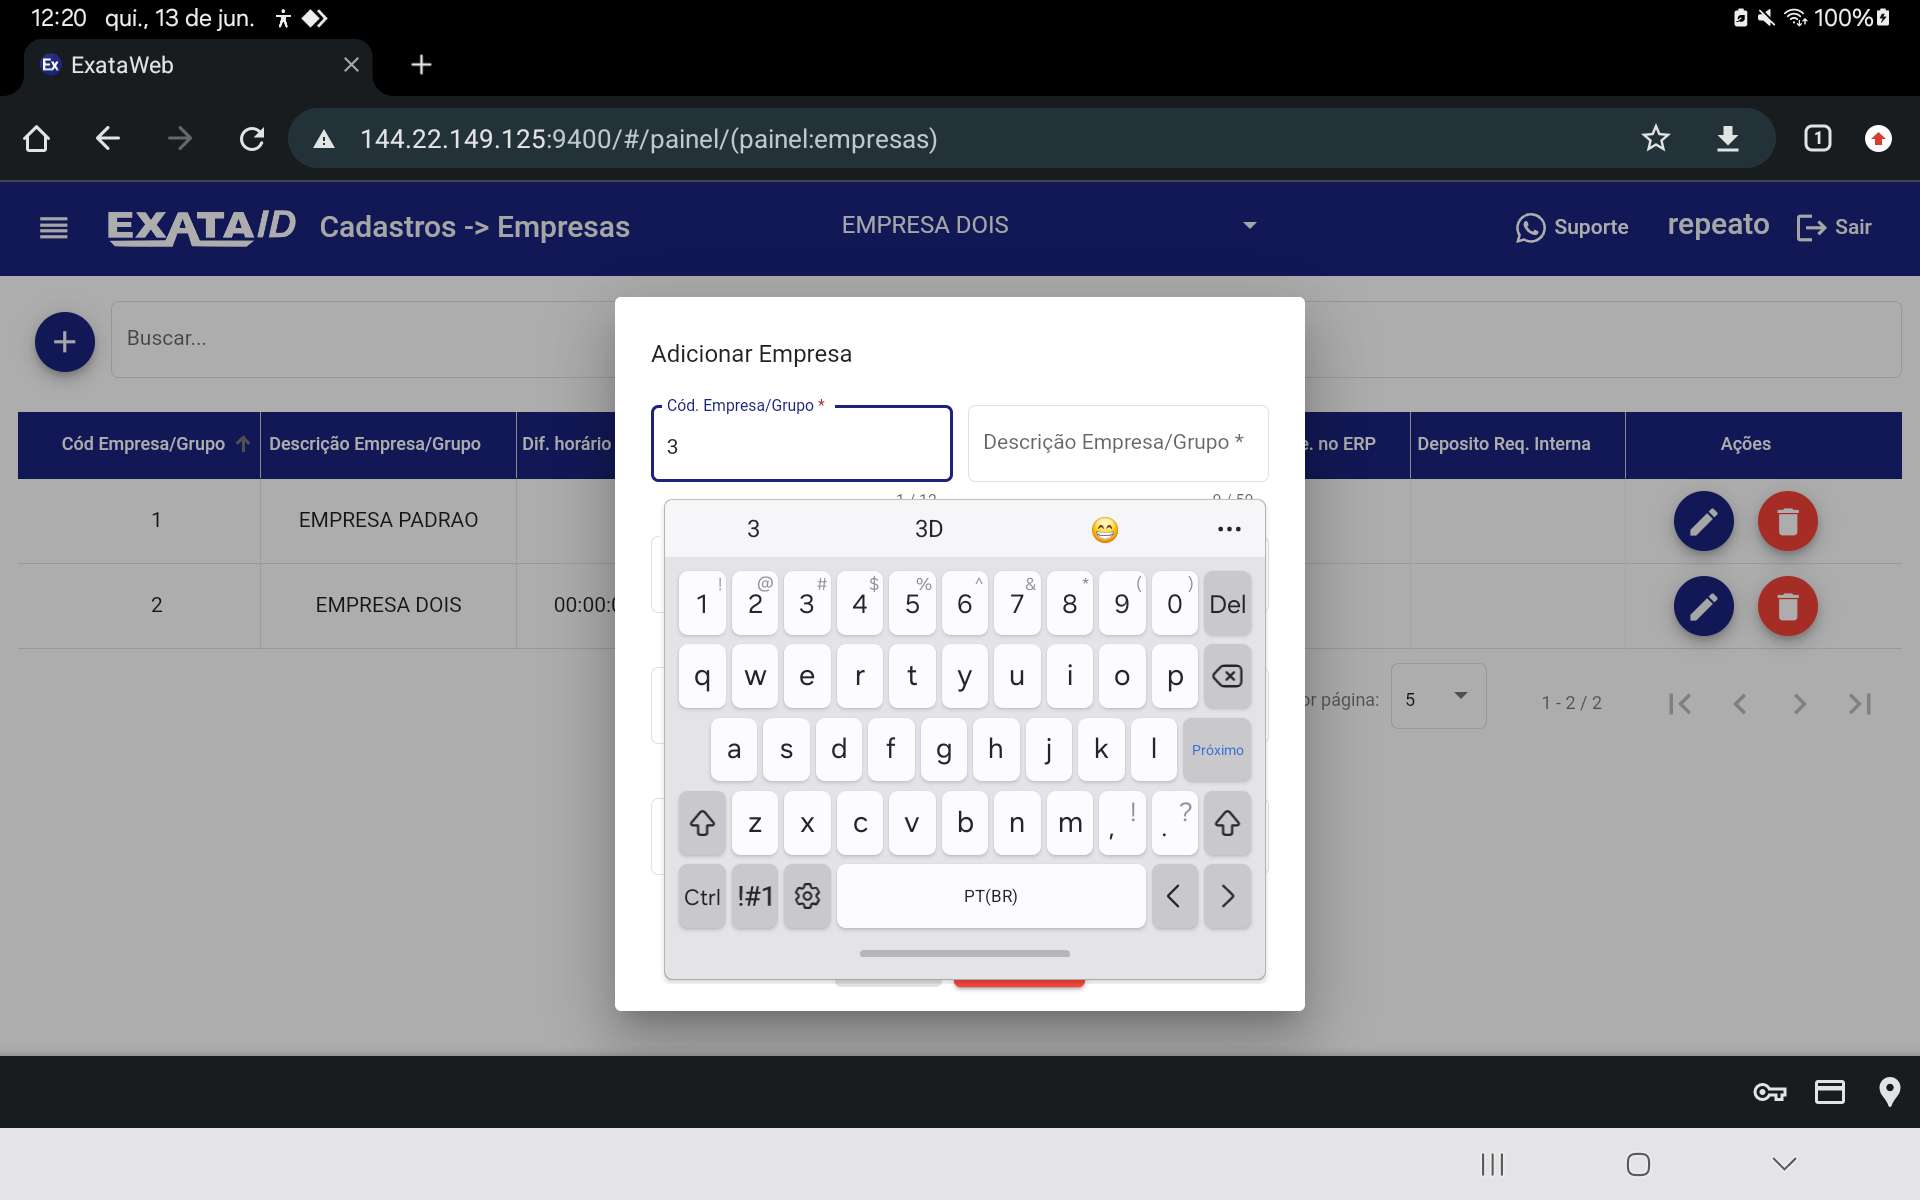 12:20 qui., 13 de jun. 100%
Ex ExataWeb
144.22.149.125:9400/#/painel/(painel:empresas) 1
EXATA/ID Cadastros -> Empresas EMPRESA DOIS Suporte repeato Sair
Buscar...
Adicionar Empresa
Cód. Empresa/Grupo *
3 Descrição Empresa/Grupo *
Cód Empresa/Grupo Descrição Empresa/Grupo Dif. horário no ERP Deposito Req. Interna Ações
1 EMPRESA PADRAO
2 EMPRESA DOIS 00:00:
1 / 12 0 / 50
3 3D
1 ! 2 @ 3 # 4 $ 5 % 6 ^ 7 & 8 * 9 ( 0 ) Del
q w e r t y u i o p
a s d f g h j k l Próximo
z x c v b n m , ! . ?
Ctrl !#1 PT(BR) < >
página: 5 1 - 2 / 2